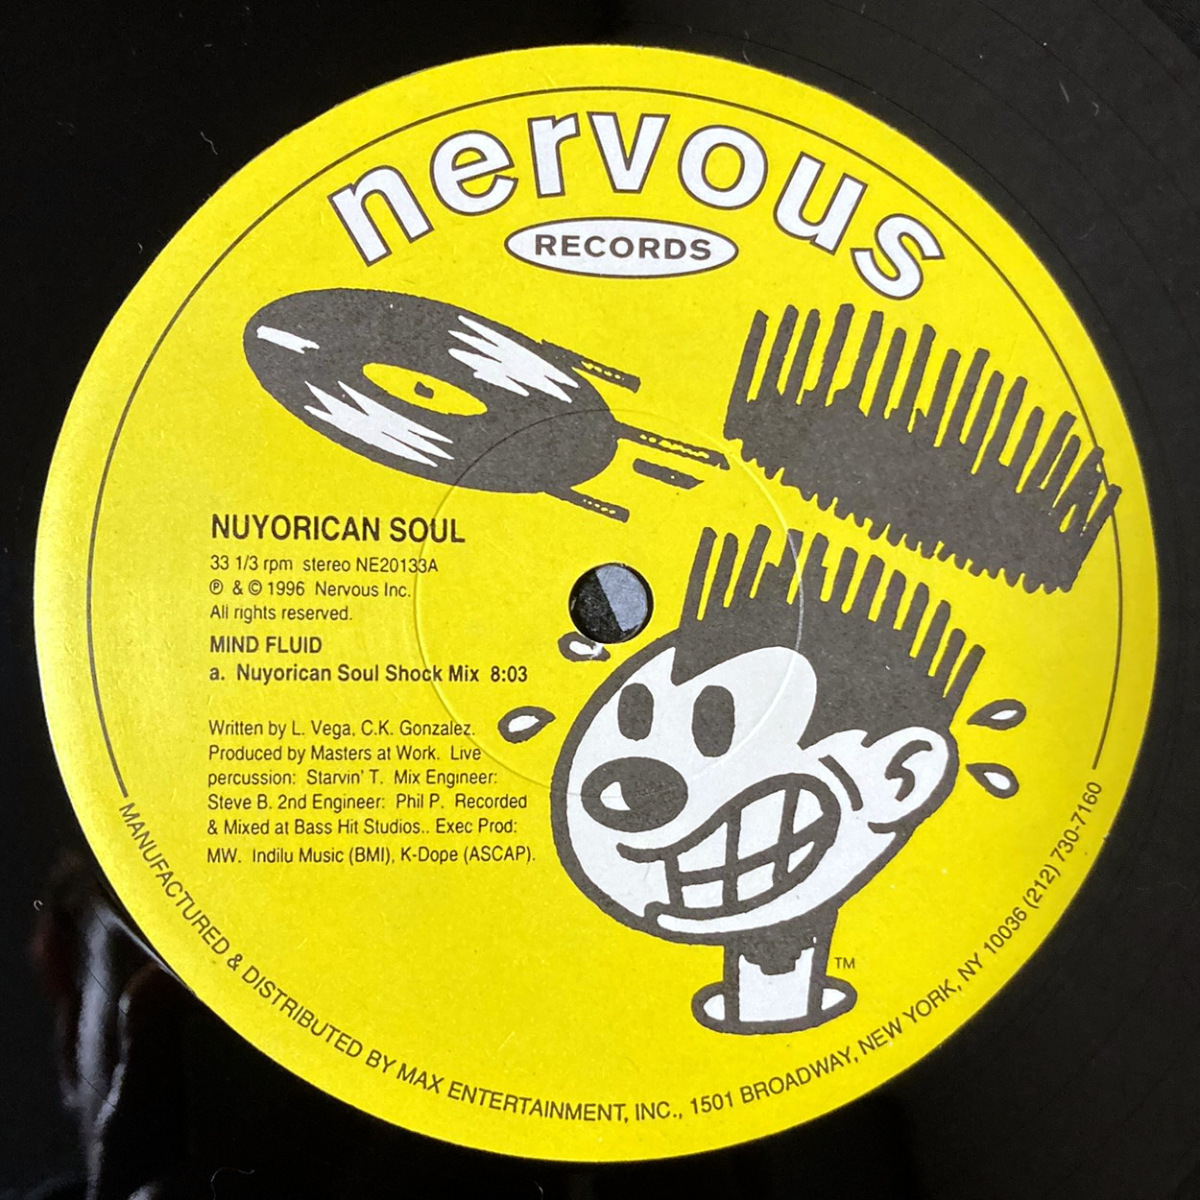 nervous
RECORDS
NUYORICAN SOUL
33 1/3 rpm stereo NE20133A
℗ & © 1996 Nervous Inc.
All rights reserved.
MIND FLUID
a. Nuyorican Soul Shock Mix 8:03
Written by L. Vega, C.K. Gonzalez.
Produced by Masters at Work. Live
percussion: Starvin' T. Mix Engineer:
Steve B. 2nd Engineer: Phil P. Recorded
& Mixed at Bass Hit Studios.. Exec Prod:
MW. Indilu Music (BMI), K-Dope (ASCAP).
TM
MANUFACTURED & DISTRIBUTED BY MAX ENTERTAINMENT, INC., 1501 BROADWAY, NEW YORK, NY 10036 (212) 730-7160